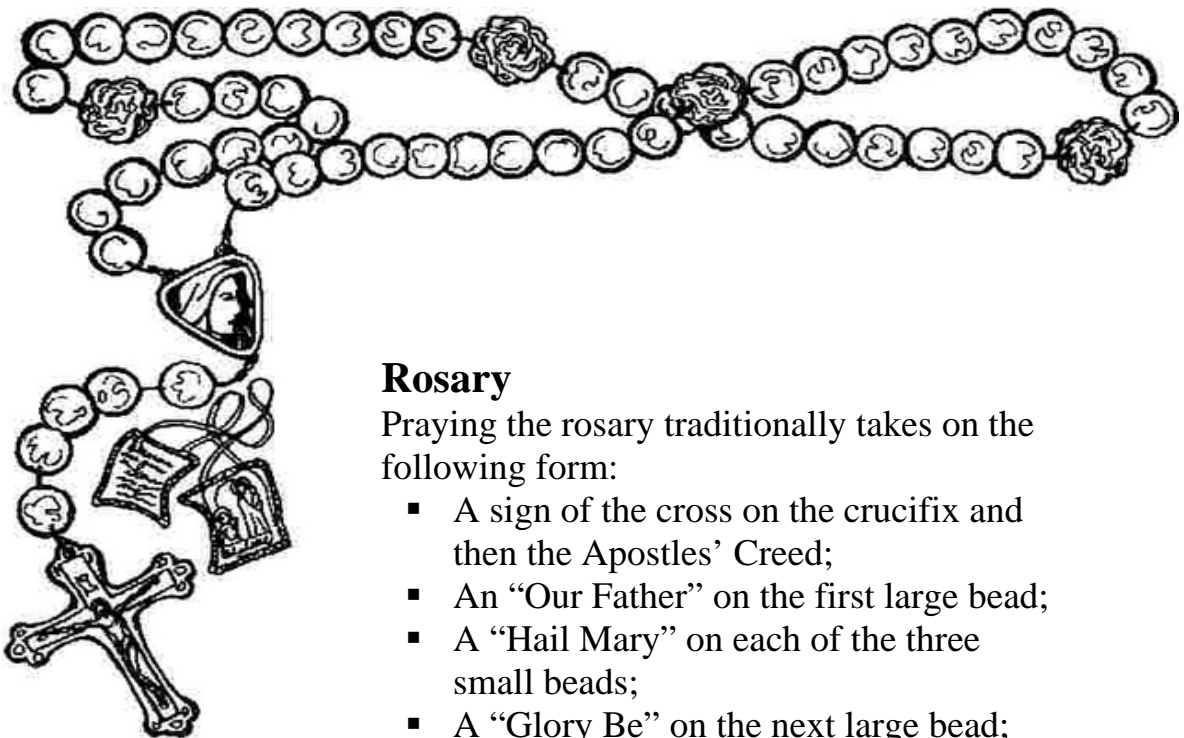 Rosary
Praying the rosary traditionally takes on the
following form:
▪ A sign of the cross on the crucifix and
then the Apostles’ Creed;
▪ An “Our Father” on the first large bead;
▪ A “Hail Mary” on each of the three
small beads;
▪ A “Glory Be” on the next large bead;